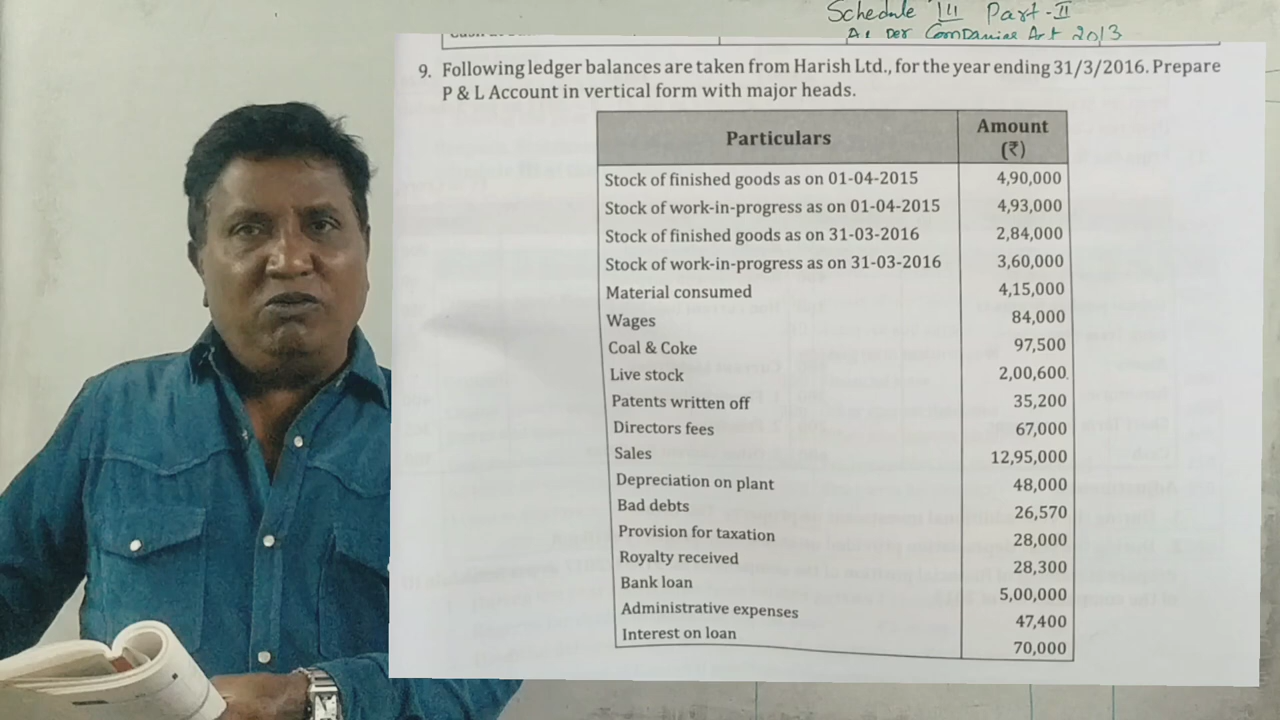 Schedule III Part-II
As per Companies Act 2013
9. Following ledger balances are taken from Harish Ltd., for the year ending 31/3/2016. Prepare
P & L Account in vertical form with major heads.
Particulars Amount (₹)
Stock of finished goods as on 01-04-2015 4,90,000
Stock of work-in-progress as on 01-04-2015 4,93,000
Stock of finished goods as on 31-03-2016 2,84,000
Stock of work-in-progress as on 31-03-2016 3,60,000
Material consumed 4,15,000
Wages 84,000
Coal & Coke 97,500
Live stock 2,00,600
Patents written off 35,200
Directors fees 67,000
Sales 12,95,000
Depreciation on plant 48,000
Bad debts 26,570
Provision for taxation 28,000
Royalty received 28,300
Bank loan 5,00,000
Administrative expenses 47,400
Interest on loan 70,000